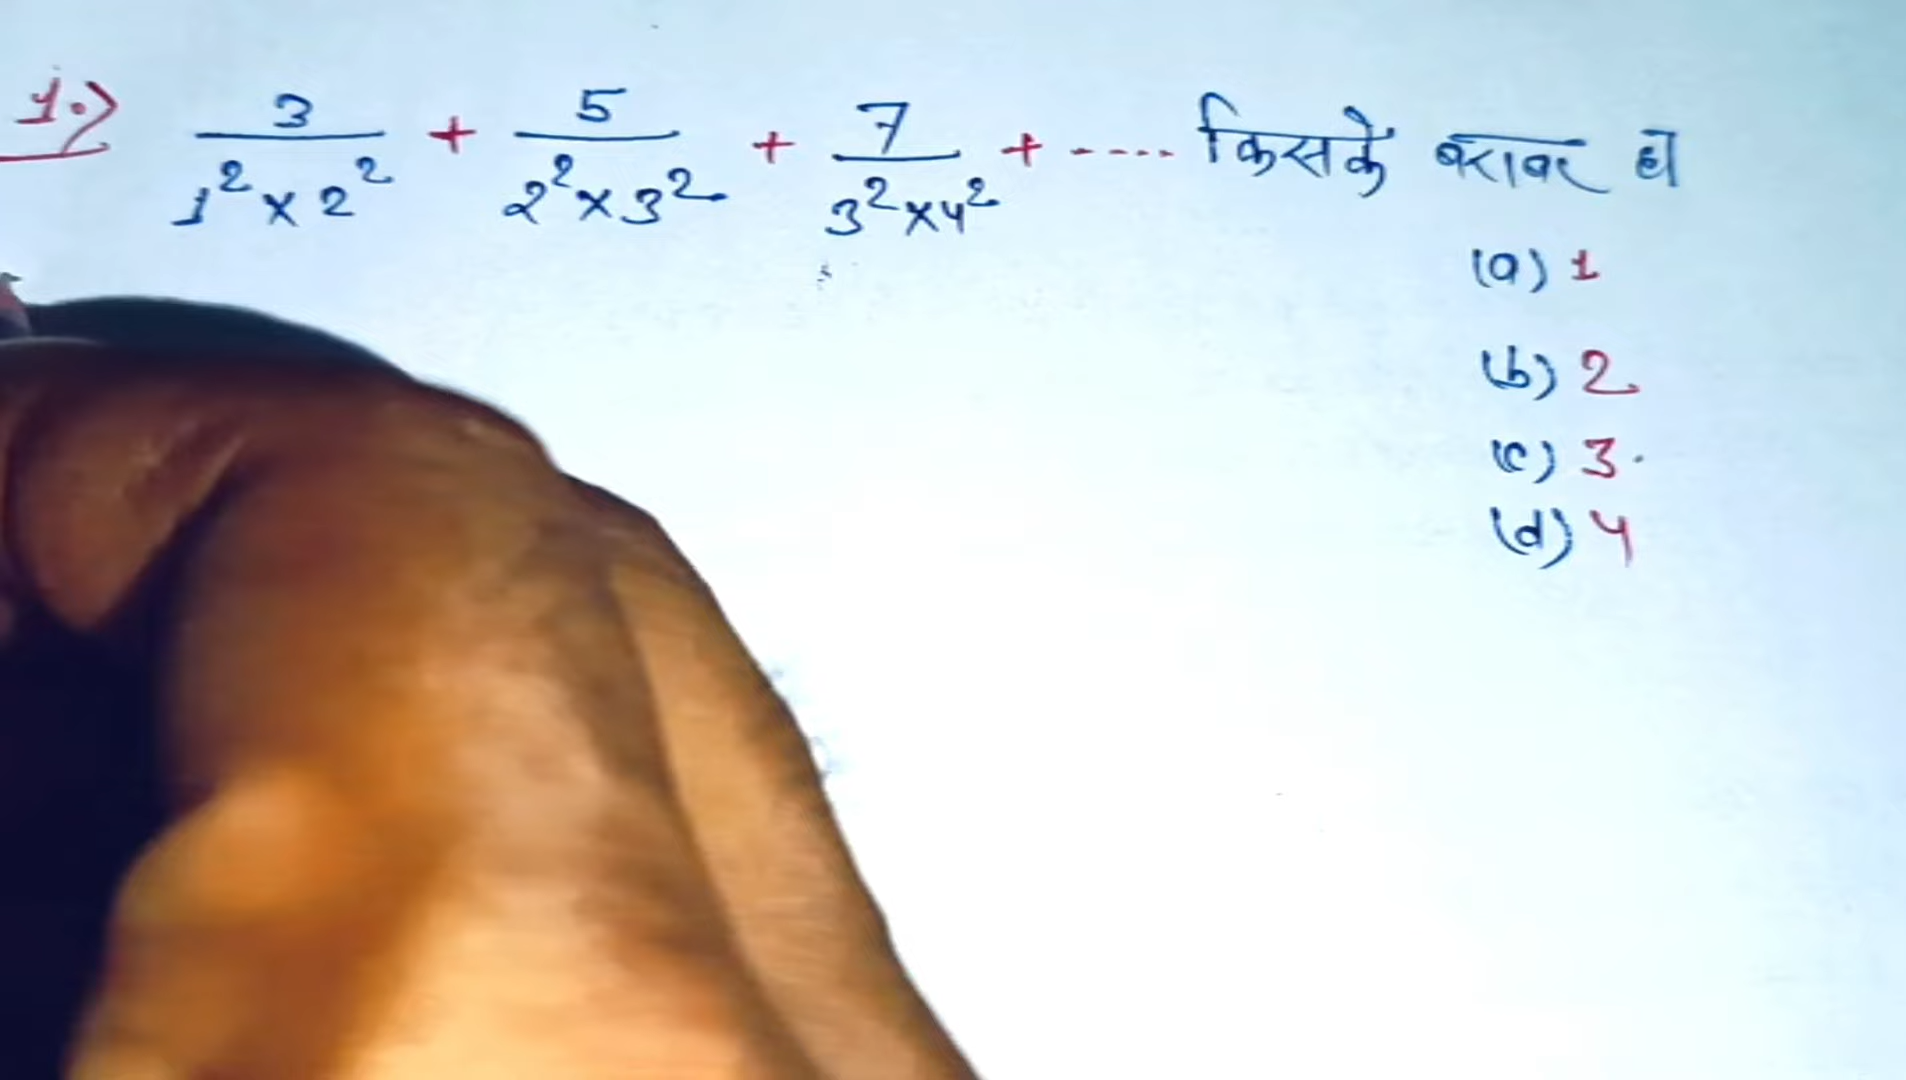 1.) 3/(1²×2²) + 5/(2²×3²) + 7/(3²×4²) + ..... किसके बराबर है
(a) 1
(b) 2
(c) 3
(d) 4